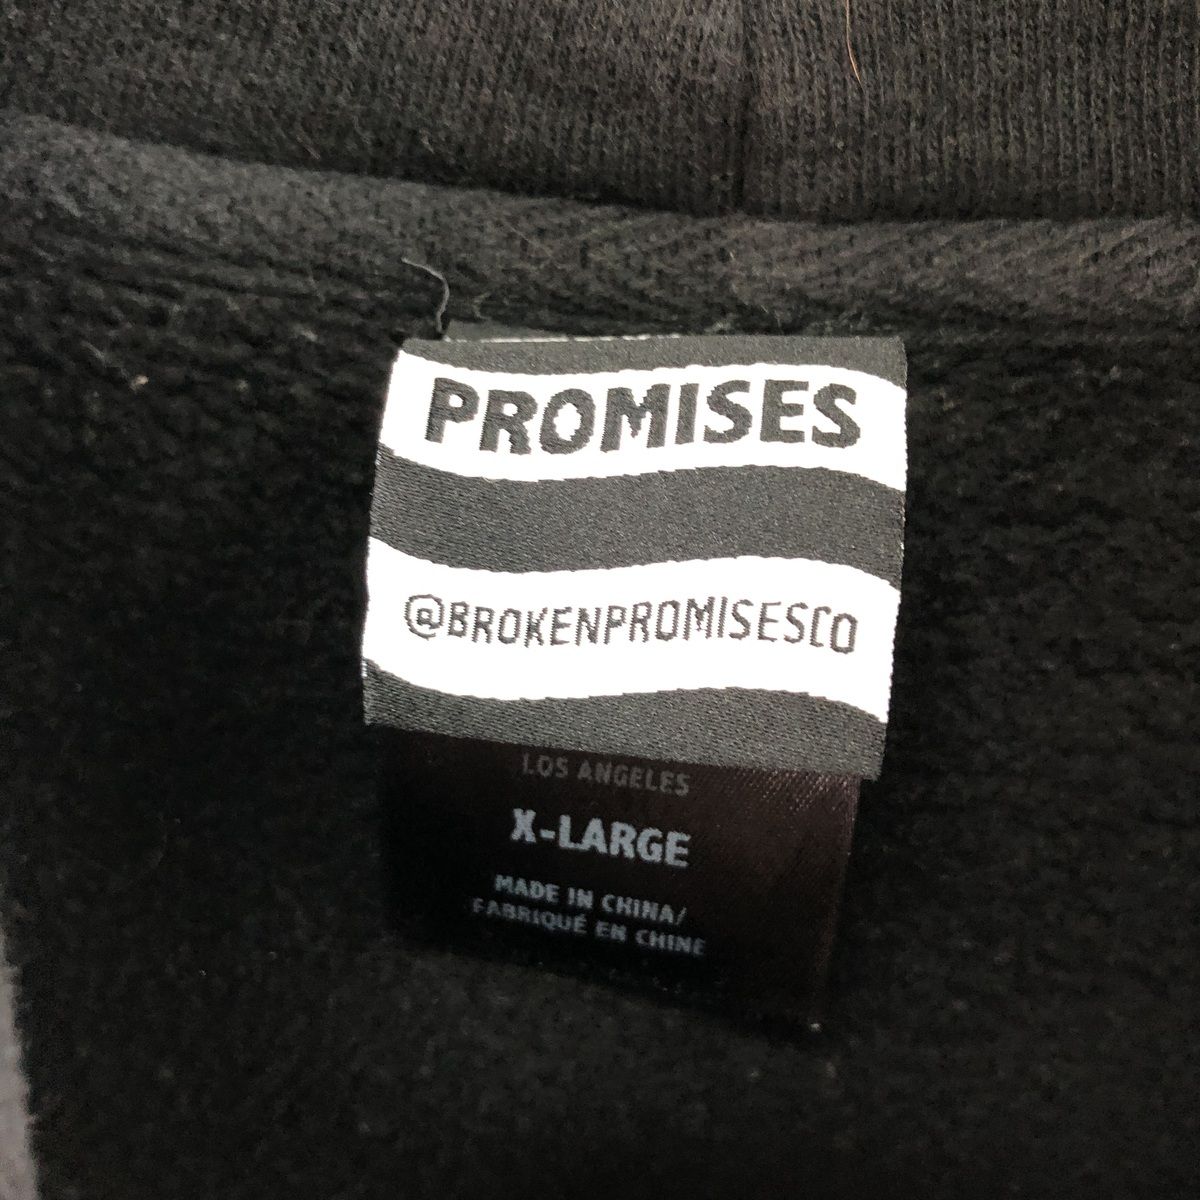 PROMISES
@BROKENPROMISESCO
LOS ANGELES
X-LARGE
MADE IN CHINA/
FABRIQUÉ EN CHINE